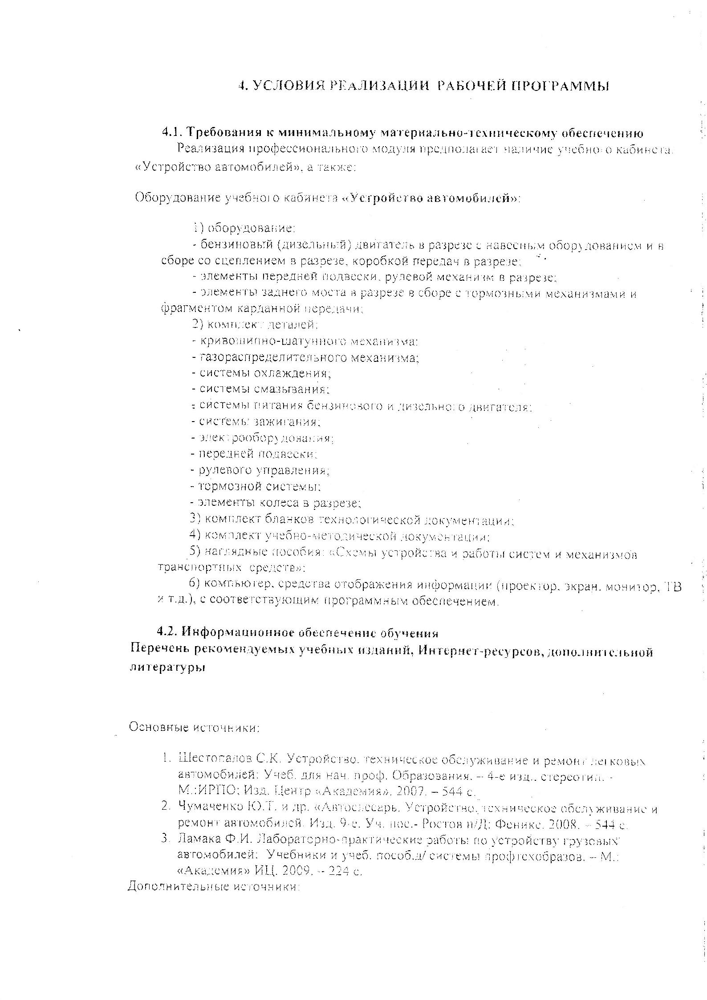 4. УСЛОВИЯ РЕАЛИЗАЦИИ РАБОЧЕЙ ПРОГРАММЫ
4.1. Требования к минимальному материально-техническому обеспечению
Реализация профессионального модуля предполагает наличие учебного кабинета
«Устройство автомобилей», а также:
Оборудование учебного кабинета «Устройство автомобилей»:
1) оборудование:
- бензиновый (дизельный) двигатель в разрезе с навесным оборудованием и в
сборе со сцеплением в разрезе, коробкой передач в разрезе;
- элементы передней подвески, рулевой механизм в разрезе;
- элементы заднего моста в разрезе в сборе с тормозными механизмами и
фрагментом карданной передачи;
2) комплект деталей:
- кривошипно-шатунного механизма;
- газораспределительного механизма;
- системы охлаждения;
- системы смазывания;
- системы питания бензинового и дизельного двигателя;
- системы зажигания;
- электрооборудования;
- передней подвески;
- рулевого управления;
- тормозной системы;
- элементы колеса в разрезе;
3) комплект бланков технологической документации;
4) комплект учебно-методической документации;
5) наглядные пособия: «Схемы устройства и работы систем и механизмов
транспортных средств»;
6) компьютер, средства отображения информации (проектор, экран, монитор, ТВ
и т.д.), с соответствующим программным обеспечением.
4.2. Информационное обеспечение обучения
Перечень рекомендуемых учебных изданий, Интернет-ресурсов, дополнительной
литературы
Основные источники:
1. Шестопалов С.К. Устройство, техническое обслуживание и ремонт легковых
автомобилей: Учеб. для нач. проф. Образования. – 4-е изд., стереотип. -
М.:ИРПО; Изд. Центр «Академия», 2007. – 544 с.
2. Чумаченко Ю.Т. и др. «Автослесарь. Устройство, техническое обслуживание и
ремонт автомобилей. Изд. 9-е. Уч. пос.- Ростов н/Д: Феникс. 2008. – 544 с.
3. Ламака Ф.И. Лабораторно-практические работы по устройству грузовых
автомобилей: Учебники и учеб. пособ.д/ системы профтехобразов. – М.:
«Академия» ИЦ. 2009. – 224 с.
Дополнительные источники: